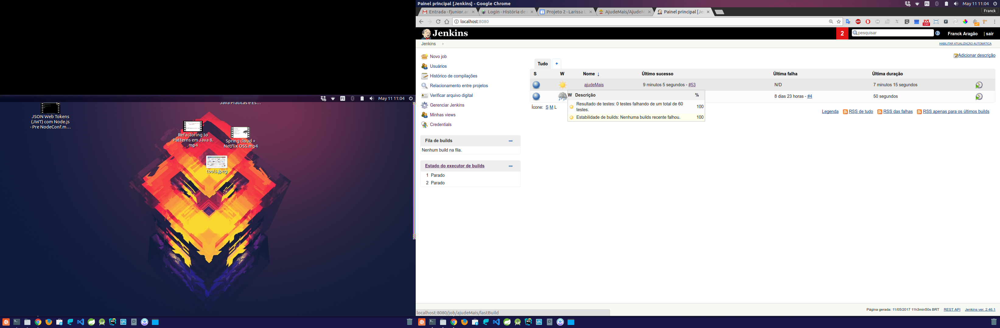 Pt
May 11 11:04
Java Práticas e Es...
JSON Web Tokens
(JWT) com Node.js
- Pre NodeConf.m...
Refactoring to
Patterns em Java 8.
mp4
Spring cloud +
Netflix OSS.mp4
tools.jpeg
Painel principal [Jenkins] - Google Chrome
Pt
May 11 11:04
Entrada - fjunior.ar
Login - História de
Projeto 2 - Larissa L
AjudeMais/AjudeM
Painel principal [Je
Franck
localhost:8080
ABP
3387
off
Jenkins
2
pesquisar
Franck Aragão
| sair
Jenkins
HABILITAR ATUALIZAÇÃO AUTOMÁTICA
Novo job
Usuários
Histórico de compilações
Relacionamento entre projetos
Verificar arquivo digital
Gerenciar Jenkins
Minhas views
Credentials
Fila de builds
Nenhum build na fila.
Estado do executor de builds
1 Parado
2 Parado
Adicionar descrição
Tudo
+
S W Nome ↓ Último sucesso Última falha Última duração
ajudeMais 9 minutos 5 segundos - #53 N/D 7 minutos 15 segundos
8 dias 23 horas - #4 50 segundos
W Descrição %
Resultado de testes: 0 testes falhando de um total de 60
testes. 100
Estabilidade de builds: Nenhuma builds recente falhou. 100
Ícone: S M L
Legenda RSS de tudo RSS das falhas RSS apenas para os últimos builds
localhost:8080/job/ajudeMais/lastBuild
Página gerada: 11/05/2017 11h3min50s BRT REST API Jenkins ver. 2.46.1
WS
WS